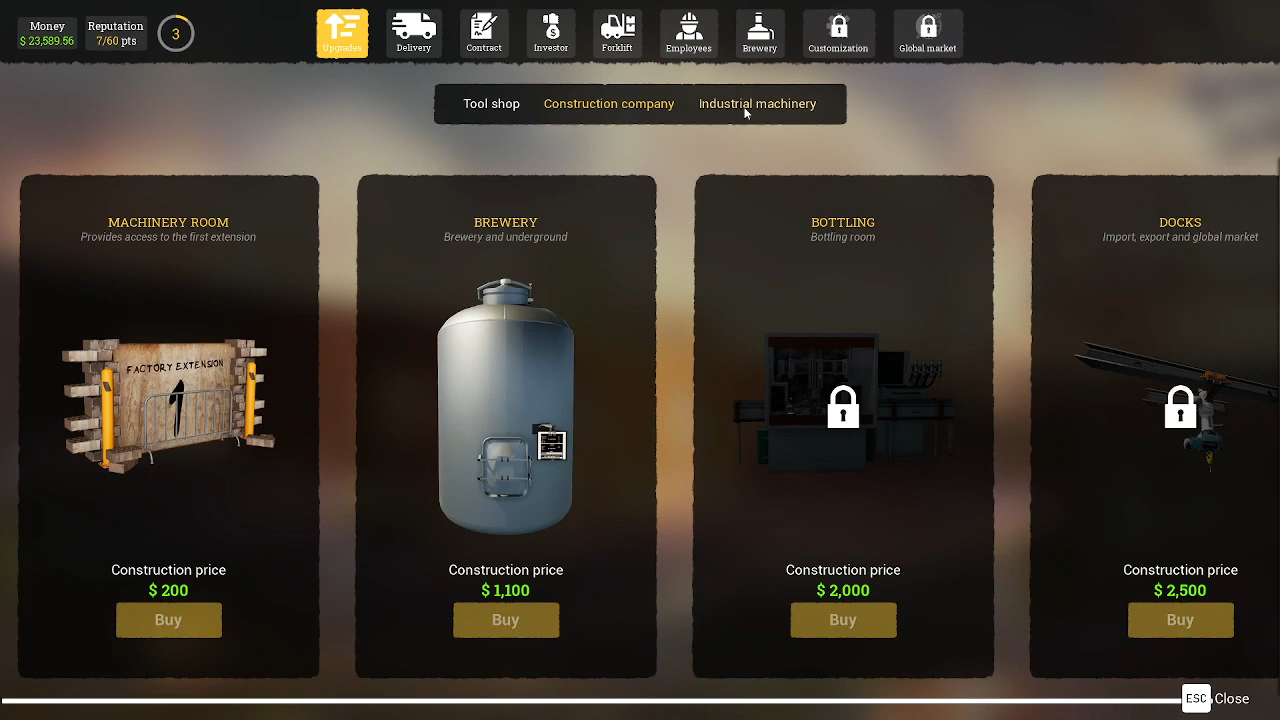 Money
$ 23,589.56
Reputation
7/60 pts
3
Upgrades
Delivery
Contract
Investor
Forklift
Employees
Brewery
Customization
Global market
Tool shop
Construction company
Industrial machinery
MACHINERY ROOM
Provides access to the first extension
FACTORY EXTENSION
1
Construction price
$ 200
Buy
BREWERY
Brewery and underground
Construction price
$ 1,100
Buy
BOTTLING
Bottling room
Construction price
$ 2,000
Buy
DOCKS
Import, export and global market
Construction price
$ 2,500
Buy
ESC Close